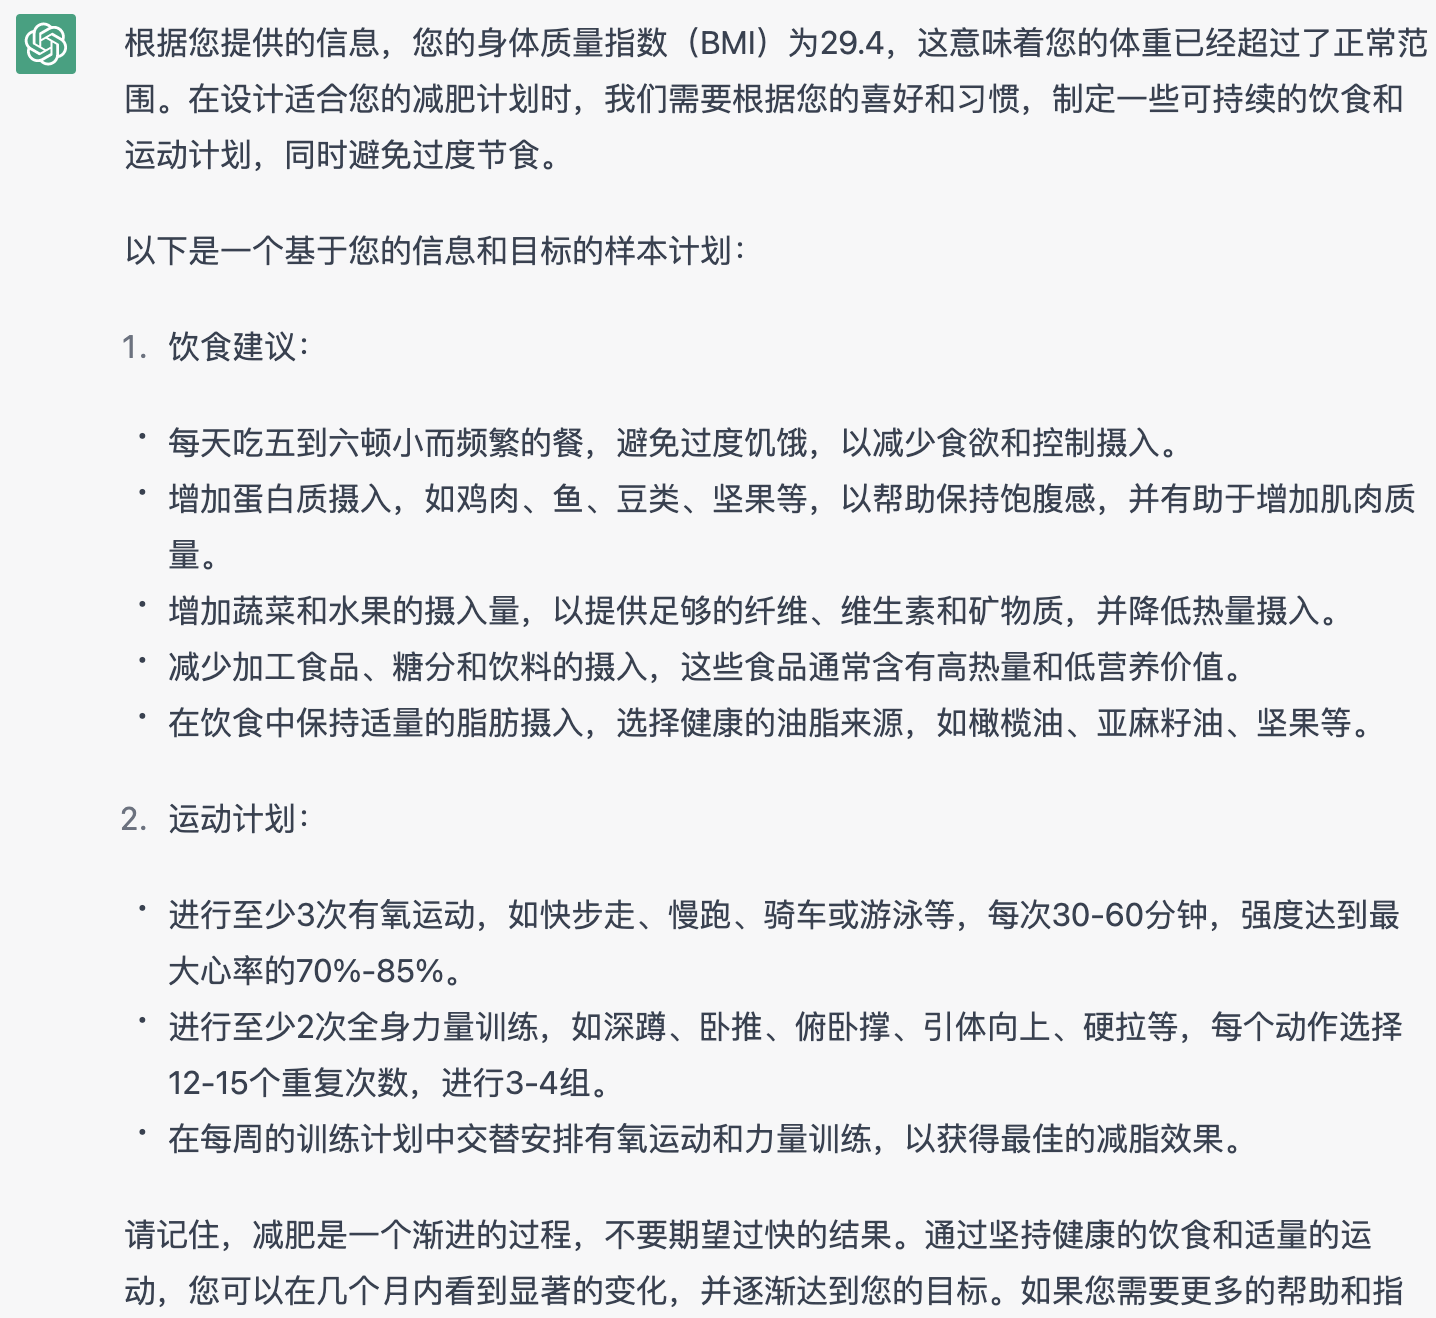 根据您提供的信息，您的身体质量指数（BMI）为29.4，这意味着您的体重已经超过了正常范
围。在设计适合您的减肥计划时，我们需要根据您的喜好和习惯，制定一些可持续的饮食和
运动计划，同时避免过度节食。
以下是一个基于您的信息和目标的样本计划：
1. 饮食建议：
• 每天吃五到六顿小而频繁的餐，避免过度饥饿，以减少食欲和控制摄入。
• 增加蛋白质摄入，如鸡肉、鱼、豆类、坚果等，以帮助保持饱腹感，并有助于增加肌肉质
量。
• 增加蔬菜和水果的摄入量，以提供足够的纤维、维生素和矿物质，并降低热量摄入。
• 减少加工食品、糖分和饮料的摄入，这些食品通常含有高热量和低营养价值。
• 在饮食中保持适量的脂肪摄入，选择健康的油脂来源，如橄榄油、亚麻籽油、坚果等。
2. 运动计划：
• 进行至少3次有氧运动，如快步走、慢跑、骑车或游泳等，每次30-60分钟，强度达到最
大心率的70%-85%。
• 进行至少2次全身力量训练，如深蹲、卧推、俯卧撑、引体向上、硬拉等，每个动作选择
12-15个重复次数，进行3-4组。
• 在每周的训练计划中交替安排有氧运动和力量训练，以获得最佳的减脂效果。
请记住，减肥是一个渐进的过程，不要期望过快的结果。通过坚持健康的饮食和适量的运
动，您可以在几个月内看到显著的变化，并逐渐达到您的目标。如果您需要更多的帮助和指